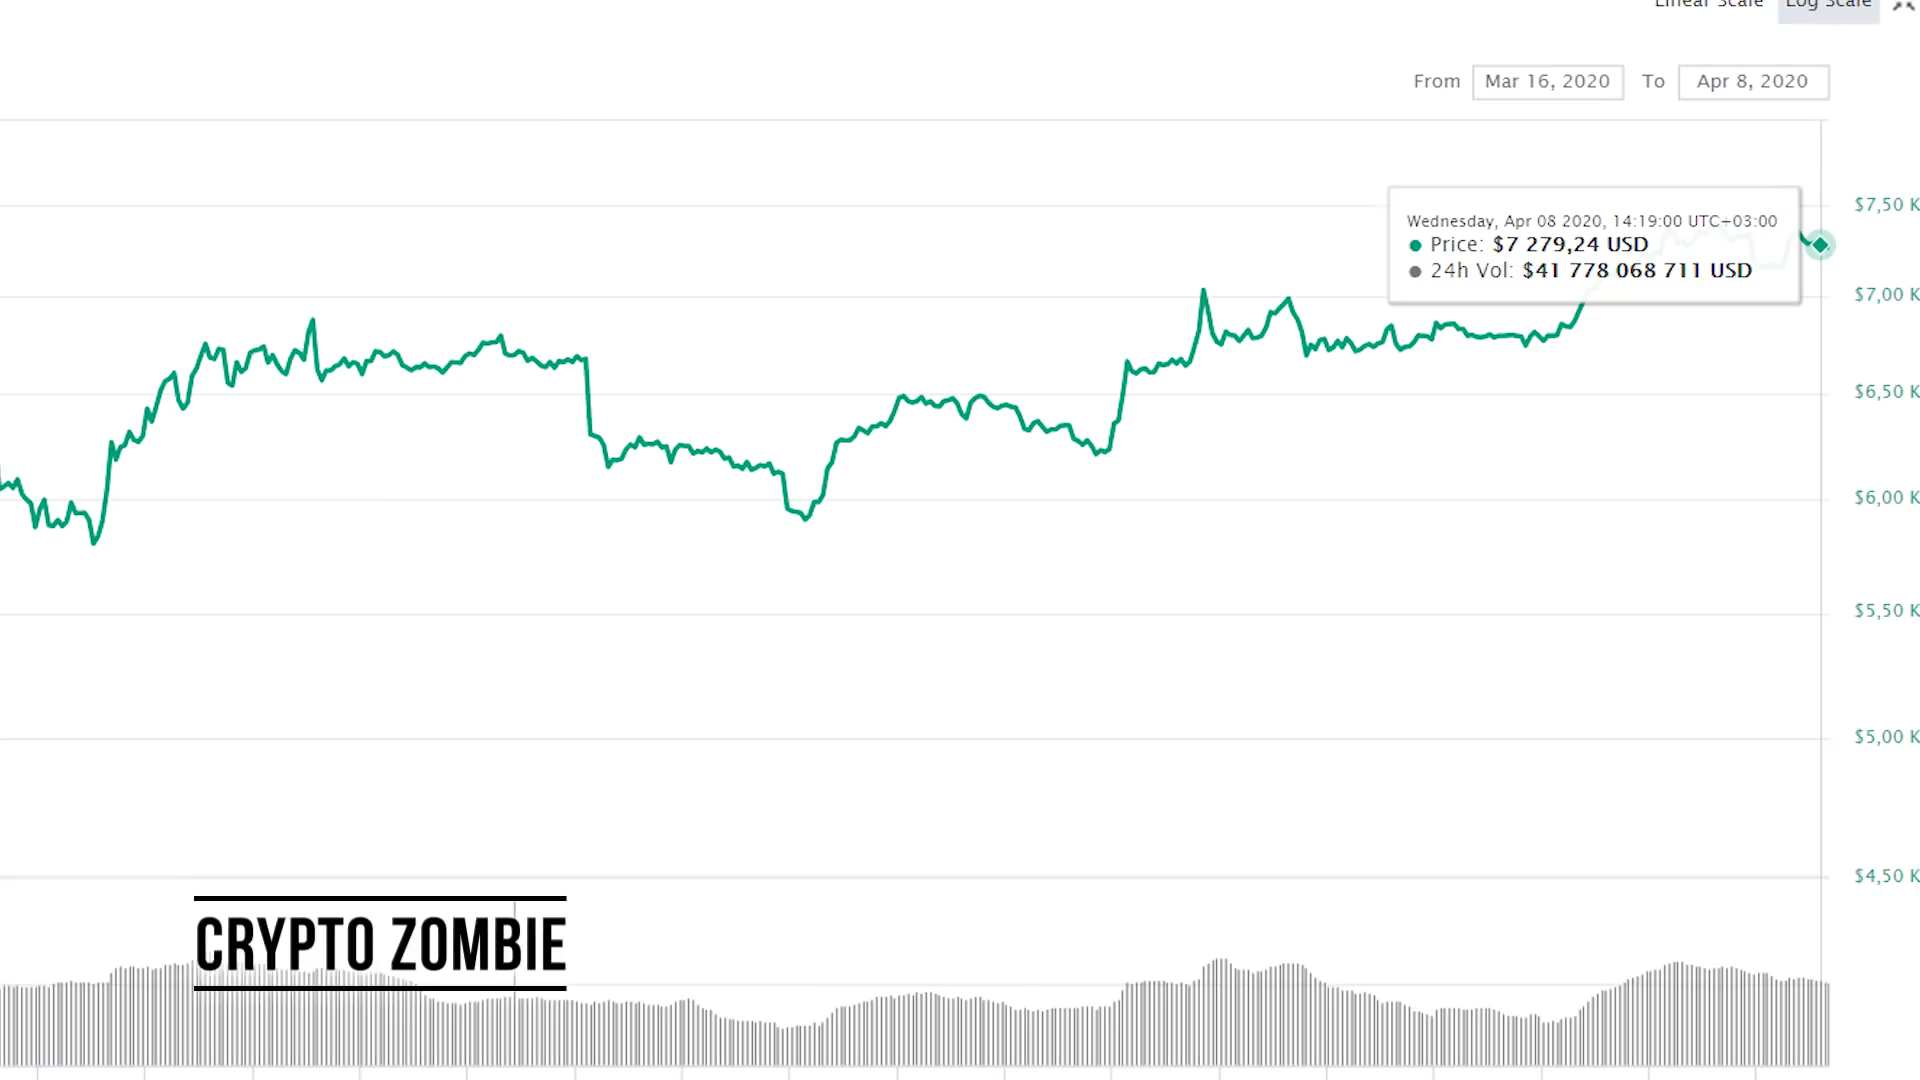 Linear Scale Log Scale
From Mar 16, 2020 To Apr 8, 2020
$7,50 K
Wednesday, Apr 08 2020, 14:19:00 UTC+03:00
Price: $7 279,24 USD
24h Vol: $41 778 068 711 USD
$7,00 K
$6,50 K
$6,00 K
$5,50 K
$5,00 K
$4,50 K
CRYPTO ZOMBIE